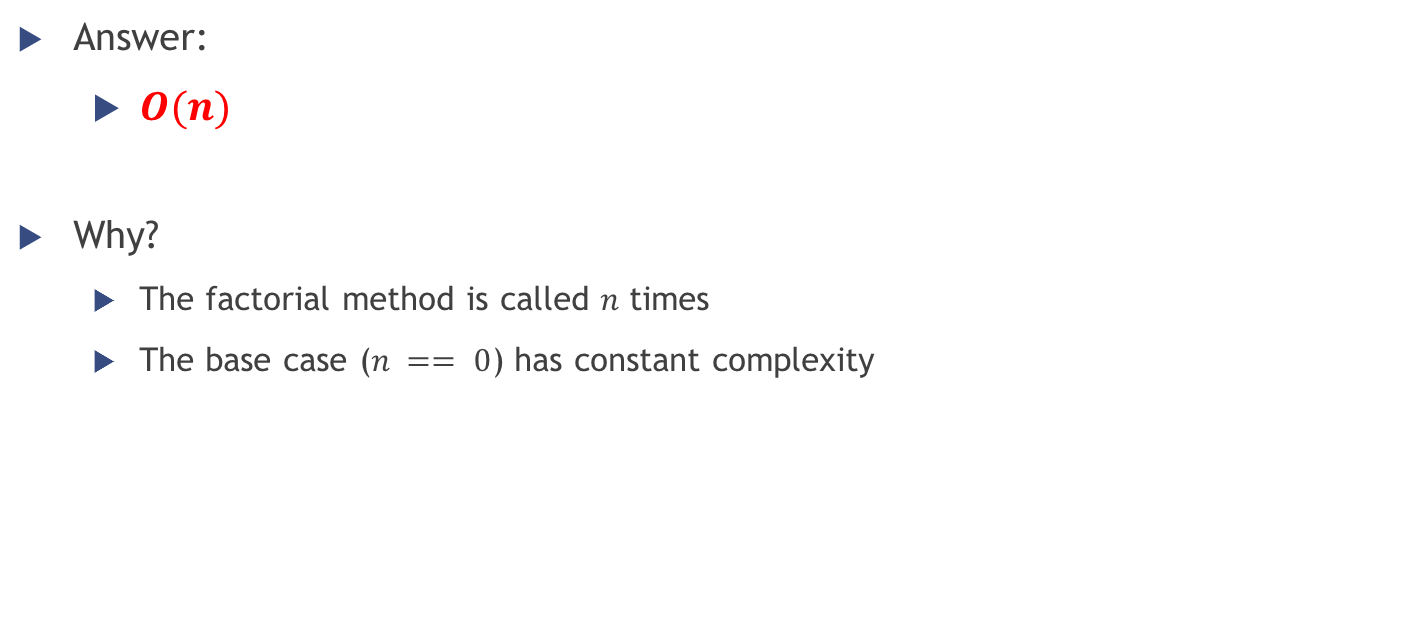 Answer:
O(n)
Why?
The factorial method is called n times
The base case (n == 0) has constant complexity